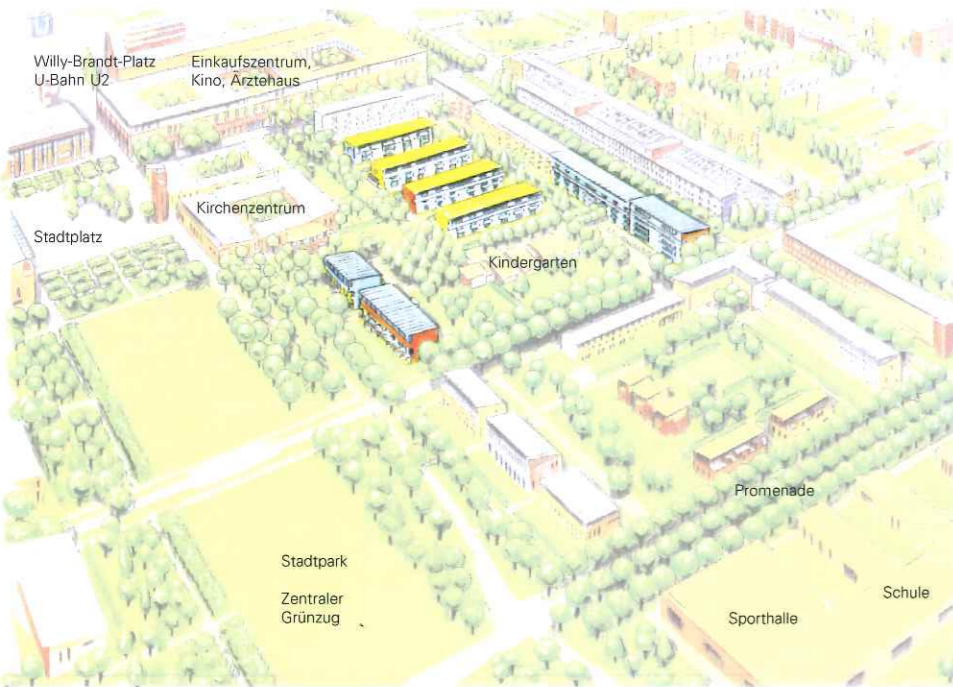 Willy-Brandt-Platz
U-Bahn U2
Einkaufszentrum,
Kino, Ärztehaus
Kirchenzentrum
Stadtplatz
Kindergarten
Promenade
Stadtpark
Zentraler
Grünzug
Schule
Sporthalle